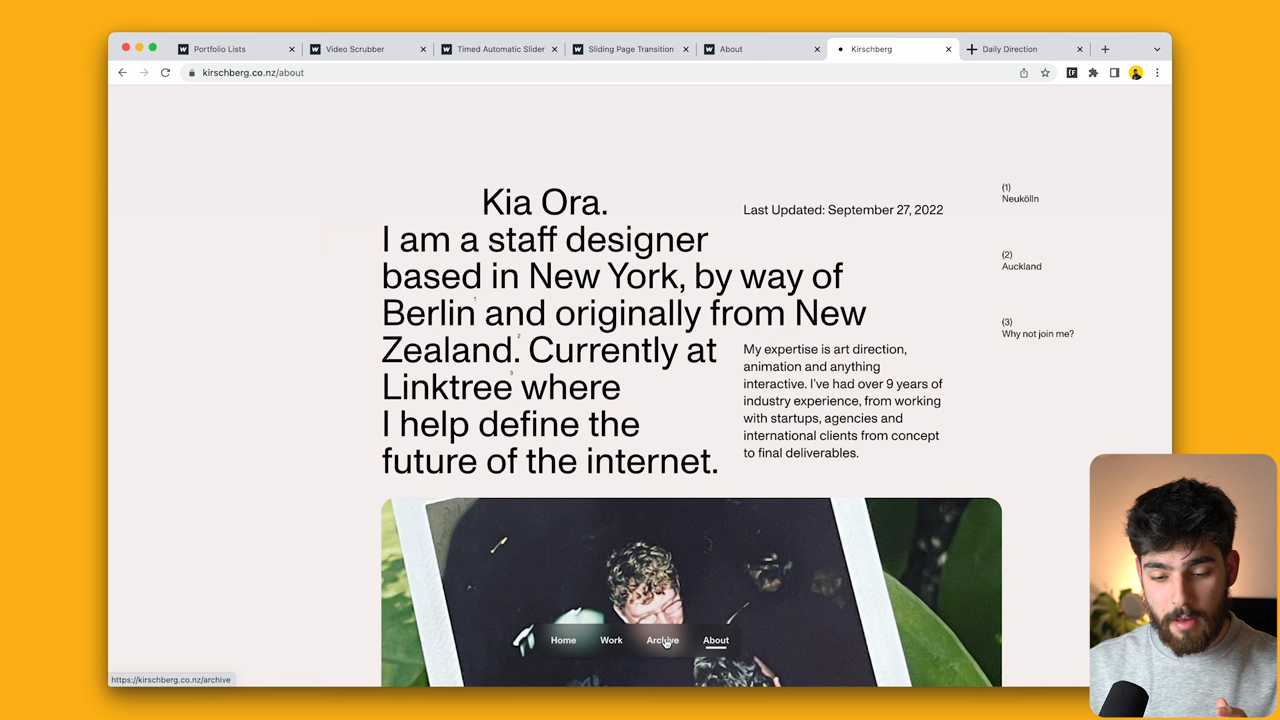 Portfolio Lists
Video Scrubber
Timed Automatic Slider
Sliding Page Transition
About
Kirschberg
Daily Direction
kirschberg.co.nz/about
Kia Ora.
I am a staff designer
based in New York, by way of
Berlin1 and originally from New
Zealand.2 Currently at
Linktree3 where
I help define the
future of the internet.
Last Updated: September 27, 2022
My expertise is art direction,
animation and anything
interactive. I've had over 9 years of
industry experience, from working
with startups, agencies and
international clients from concept
to final deliverables.
(1)
Neukölln
(2)
Auckland
(3)
Why not join me?
Home Work Archive About
https://kirschberg.co.nz/archive